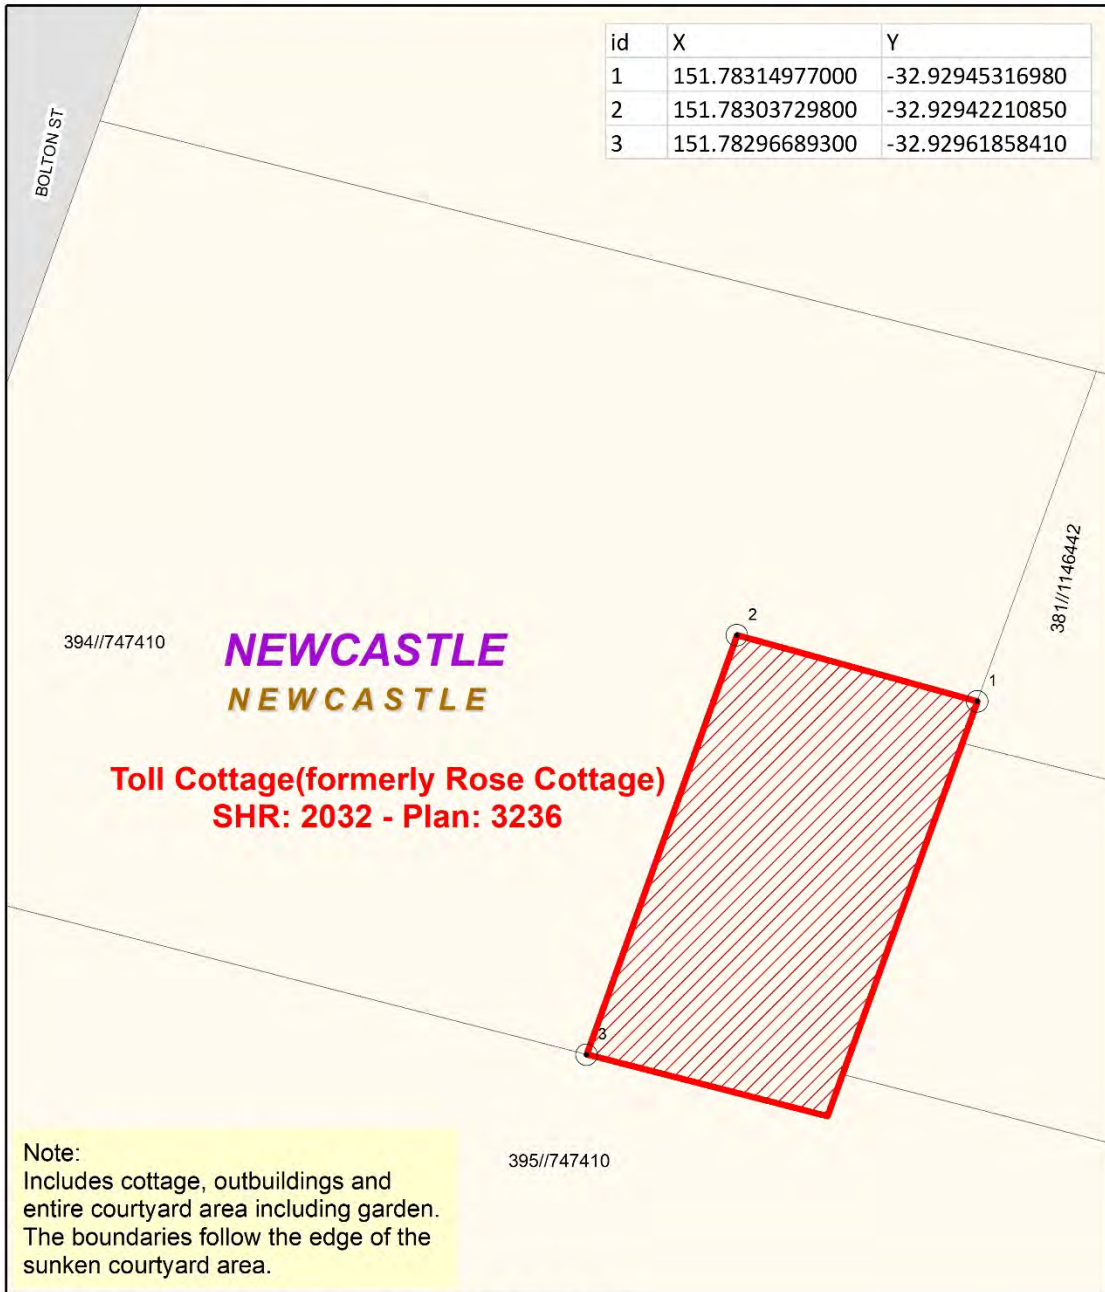 id X Y
1 151.78314977000 -32.92945316980
2 151.78303729800 -32.92942210850
3 151.78296689300 -32.92961858410
BOLTON ST
381//1146442
2
1
394//747410
NEWCASTLE
NEWCASTLE
Toll Cottage(formerly Rose Cottage)
SHR: 2032 - Plan: 3236
3
395//747410
Note:
Includes cottage, outbuildings and
entire courtyard area including garden.
The boundaries follow the edge of the
sunken courtyard area.